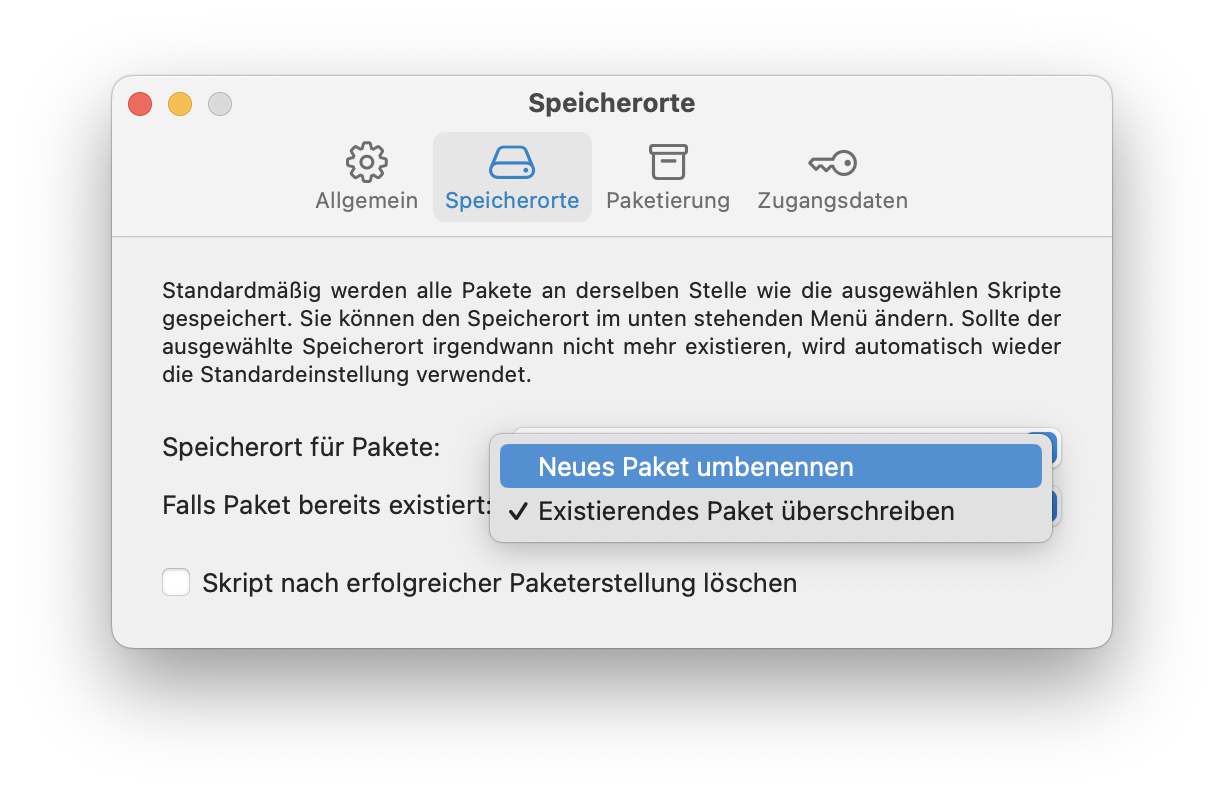 Speicherorte
Allgemein
Speicherorte
Paketierung
Zugangsdaten
Standardmäßig werden alle Pakete an derselben Stelle wie die ausgewählen Skripte
gespeichert. Sie können den Speicherort im unten stehenden Menü ändern. Sollte der
ausgewählte Speicherort irgendwann nicht mehr existieren, wird automatisch wieder
die Standardeinstellung verwendet.
Speicherort für Pakete:
Neues Paket umbenennen
Falls Paket bereits existiert:
Existierendes Paket überschreiben
Skript nach erfolgreicher Paketerstellung löschen